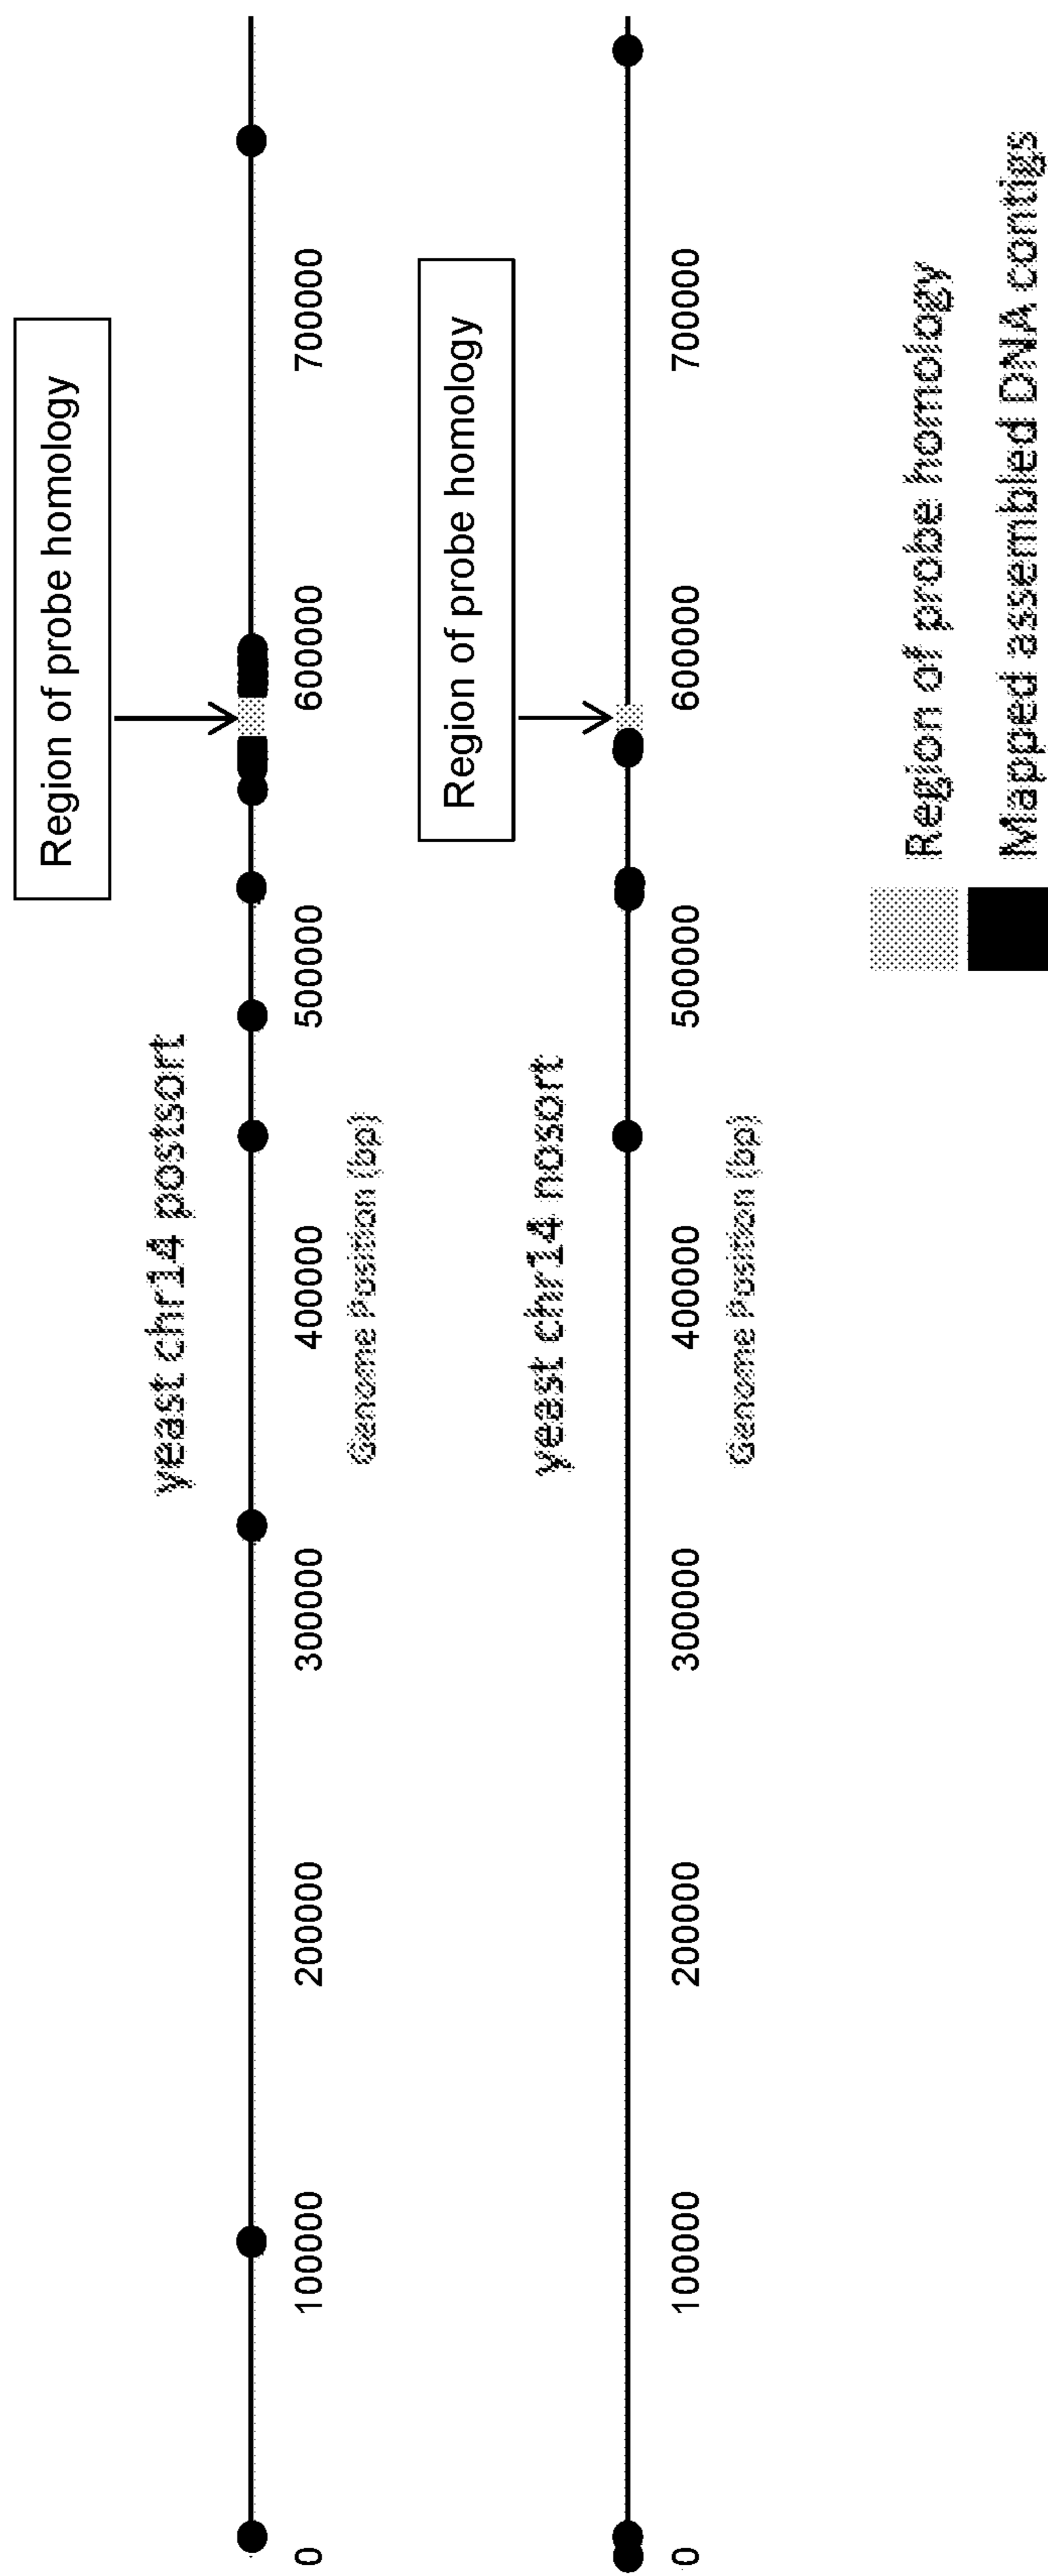 Region of probe homology
yeast chr14 postsort
0 100000 200000 300000 400000 500000 600000 700000
Genome Position (bp)
Region of probe homology
yeast chr14 nosort
0 100000 200000 300000 400000 500000 600000 700000
Genome Position (bp)
Region of probe homology
Mapped assembled DNA contigs